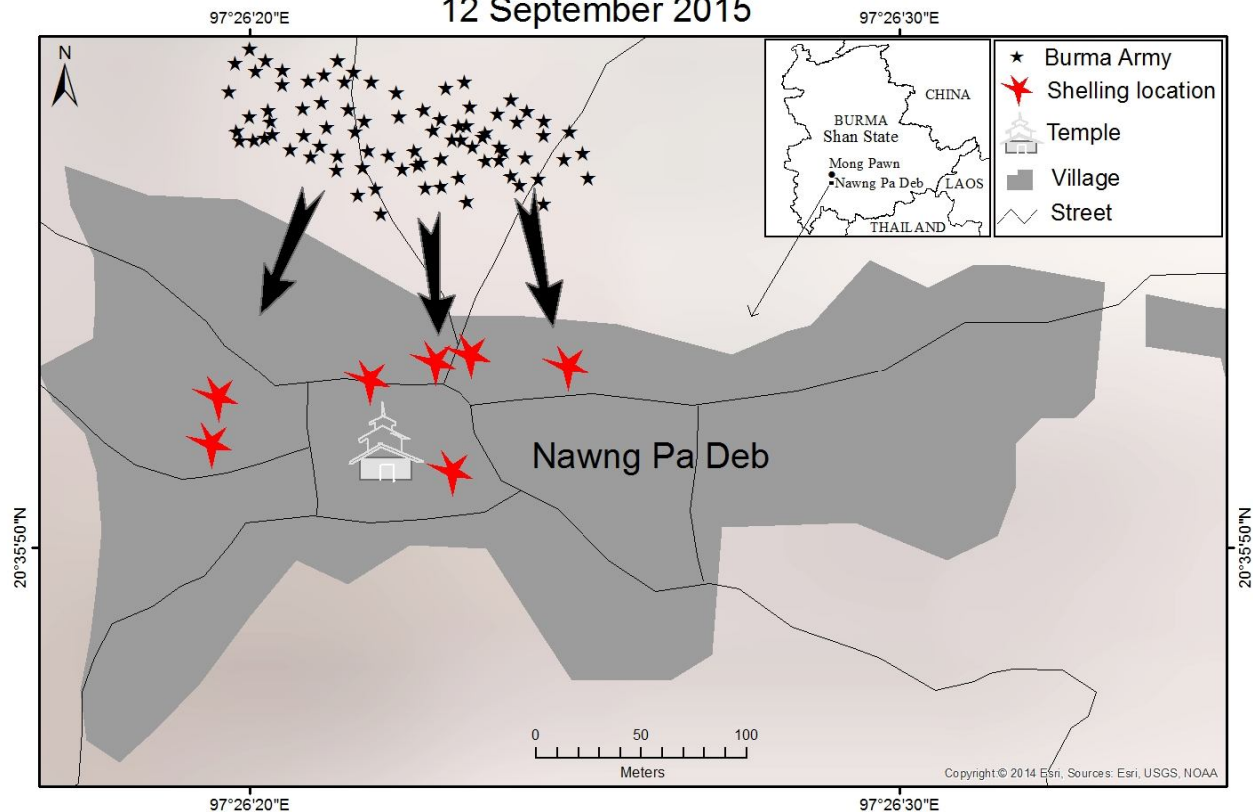 12 September 2015
97°26'20"E
97°26'30"E
N
CHINA
BURMA
Shan State
Mong Pawn
Nawng Pa Deb
LAOS
THAILAND
Burma Army
Shelling location
Temple
Village
Street
Nawng Pa Deb
20°35'50"N
20°35'50"N
0 50 100
Meters
Copyright:© 2014 Esri, Sources: Esri, USGS, NOAA
97°26'20"E
97°26'30"E